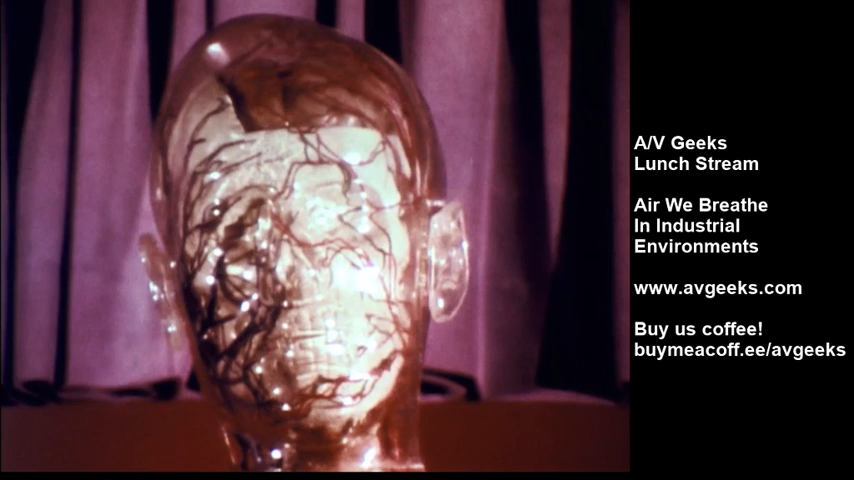 A/V Geeks
Lunch Stream
Air We Breathe
In Industrial
Environments
www.avgeeks.com
Buy us coffee!
buymeacoff.ee/avgeeks